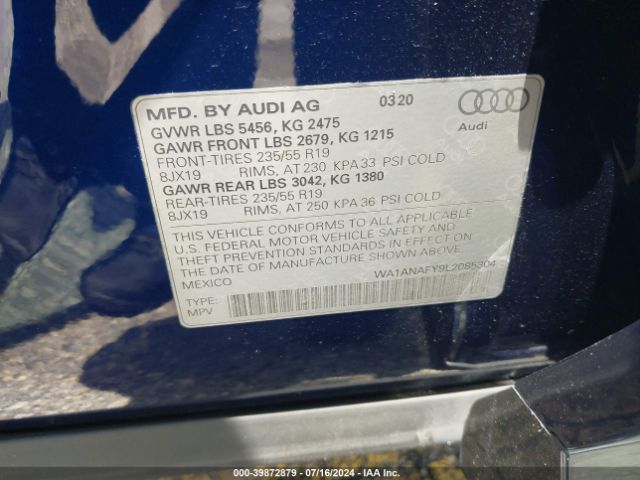 MFD. BY AUDI AG 0320
GVWR LBS 5456, KG 2475
GAWR FRONT LBS 2679, KG 1215
FRONT-TIRES 235/55 R19
8JX19 RIMS, AT 230 KPA 33 PSI COLD
GAWR REAR LBS 3042, KG 1380
REAR-TIRES 235/55 R19
8JX19 RIMS, AT 250 KPA 36 PSI COLD
Audi
THIS VEHICLE CONFORMS TO ALL APPLICABLE
U.S. FEDERAL MOTOR VEHICLE SAFETY AND
THEFT PREVENTION STANDARDS IN EFFECT ON
THE DATE OF MANUFACTURE SHOWN ABOVE
MEXICO WA1ANAFY9L2085304
TYPE:
MPV
000-39872879 - 07/16/2024 - IAAI.com